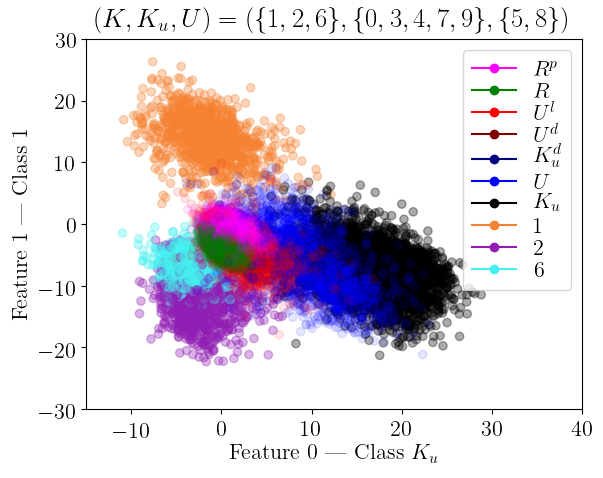 (K, K_u, U) = ({1, 2, 6}, {0, 3, 4, 7, 9}, {5, 8})
30
20
10
0
−10
−20
−30
Feature 1 — Class 1
R^p
R
U^l
U^d
K_u^d
U
K_u
1
2
6
−10
0
10
20
30
40
Feature 0 — Class K_u